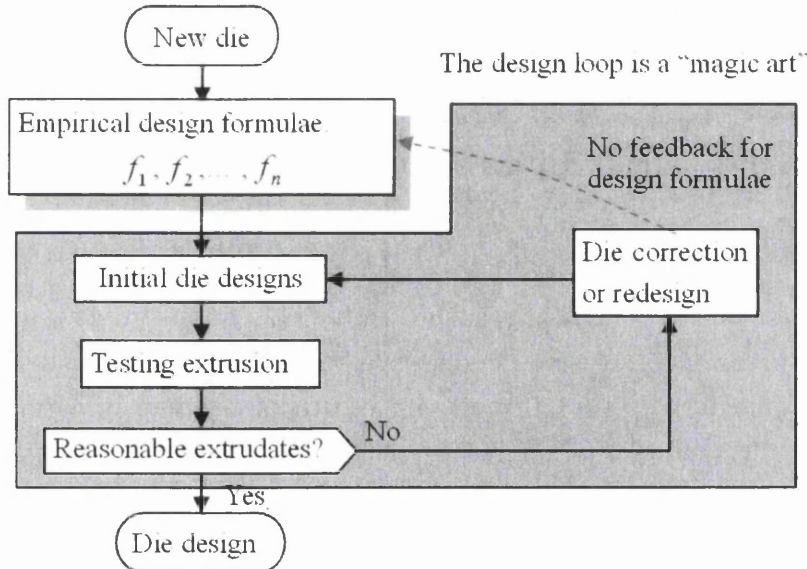 New die
The design loop is a “magic art”
Empirical design formulae
f₁, f₂,..., fₙ
No feedback for
design formulae
Initial die designs
Die correction
or redesign
Testing extrusion
Reasonable extrudates?
No
Yes
Die design